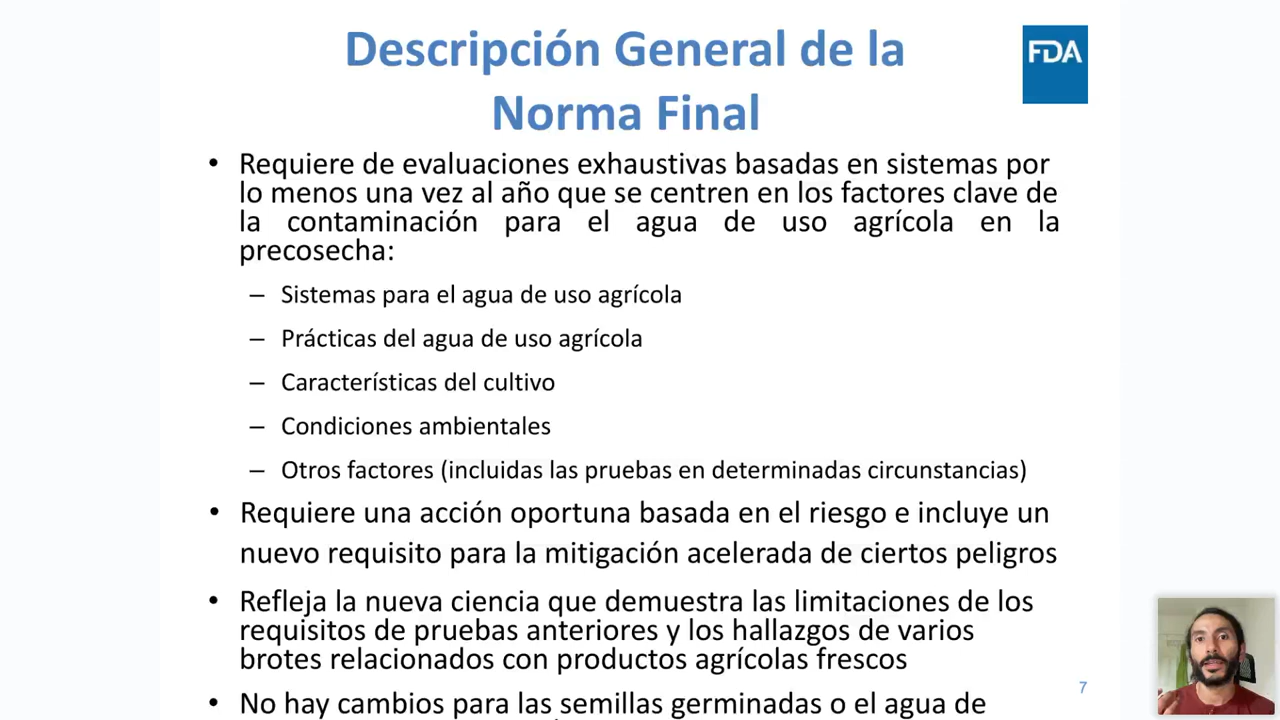 Descripción General de la
Norma Final
FDA
• Requiere de evaluaciones exhaustivas basadas en sistemas por
lo menos una vez al año que se centren en los factores clave de
la contaminación para el agua de uso agrícola en la
precosecha:
– Sistemas para el agua de uso agrícola
– Prácticas del agua de uso agrícola
– Características del cultivo
– Condiciones ambientales
– Otros factores (incluidas las pruebas en determinadas circunstancias)
• Requiere una acción oportuna basada en el riesgo e incluye un
nuevo requisito para la mitigación acelerada de ciertos peligros
• Refleja la nueva ciencia que demuestra las limitaciones de los
requisitos de pruebas anteriores y los hallazgos de varios
brotes relacionados con productos agrícolas frescos
• No hay cambios para las semillas germinadas o el agua de
7